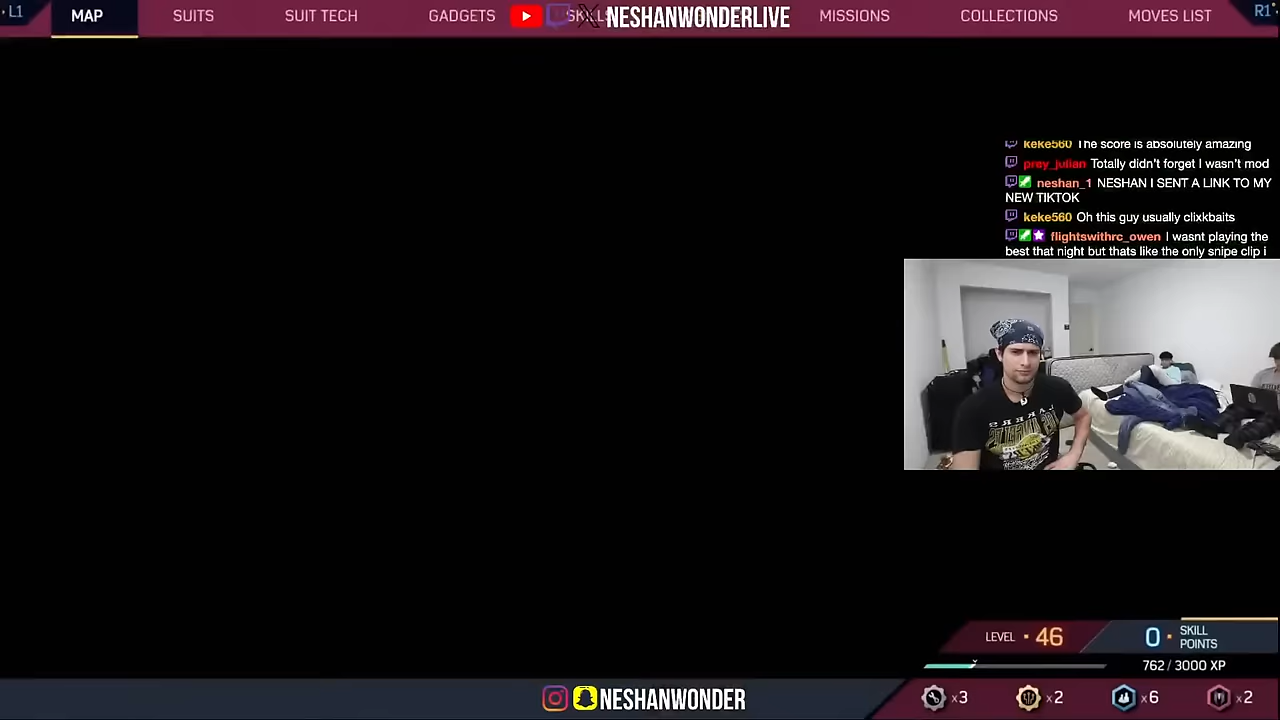 L1 MAP SUITS SUIT TECH GADGETS SKILLS NESHANWONDERLIVE MISSIONS COLLECTIONS MOVES LIST R1
keke560 The score is absolutely amazing
prey_julian Totally didn't forget I wasn't mod
neshan_1 NESHAN I SENT A LINK TO MY
NEW TIKTOK
keke560 Oh this guy usually clixkbaits
flightswithrc_owen I wasnt playing the
best that night but thats like the only snipe clip i
LEVEL · 46
0 · SKILL
POINTS
762 / 3000 XP
NESHANWONDER
x3 x2 x6 x2